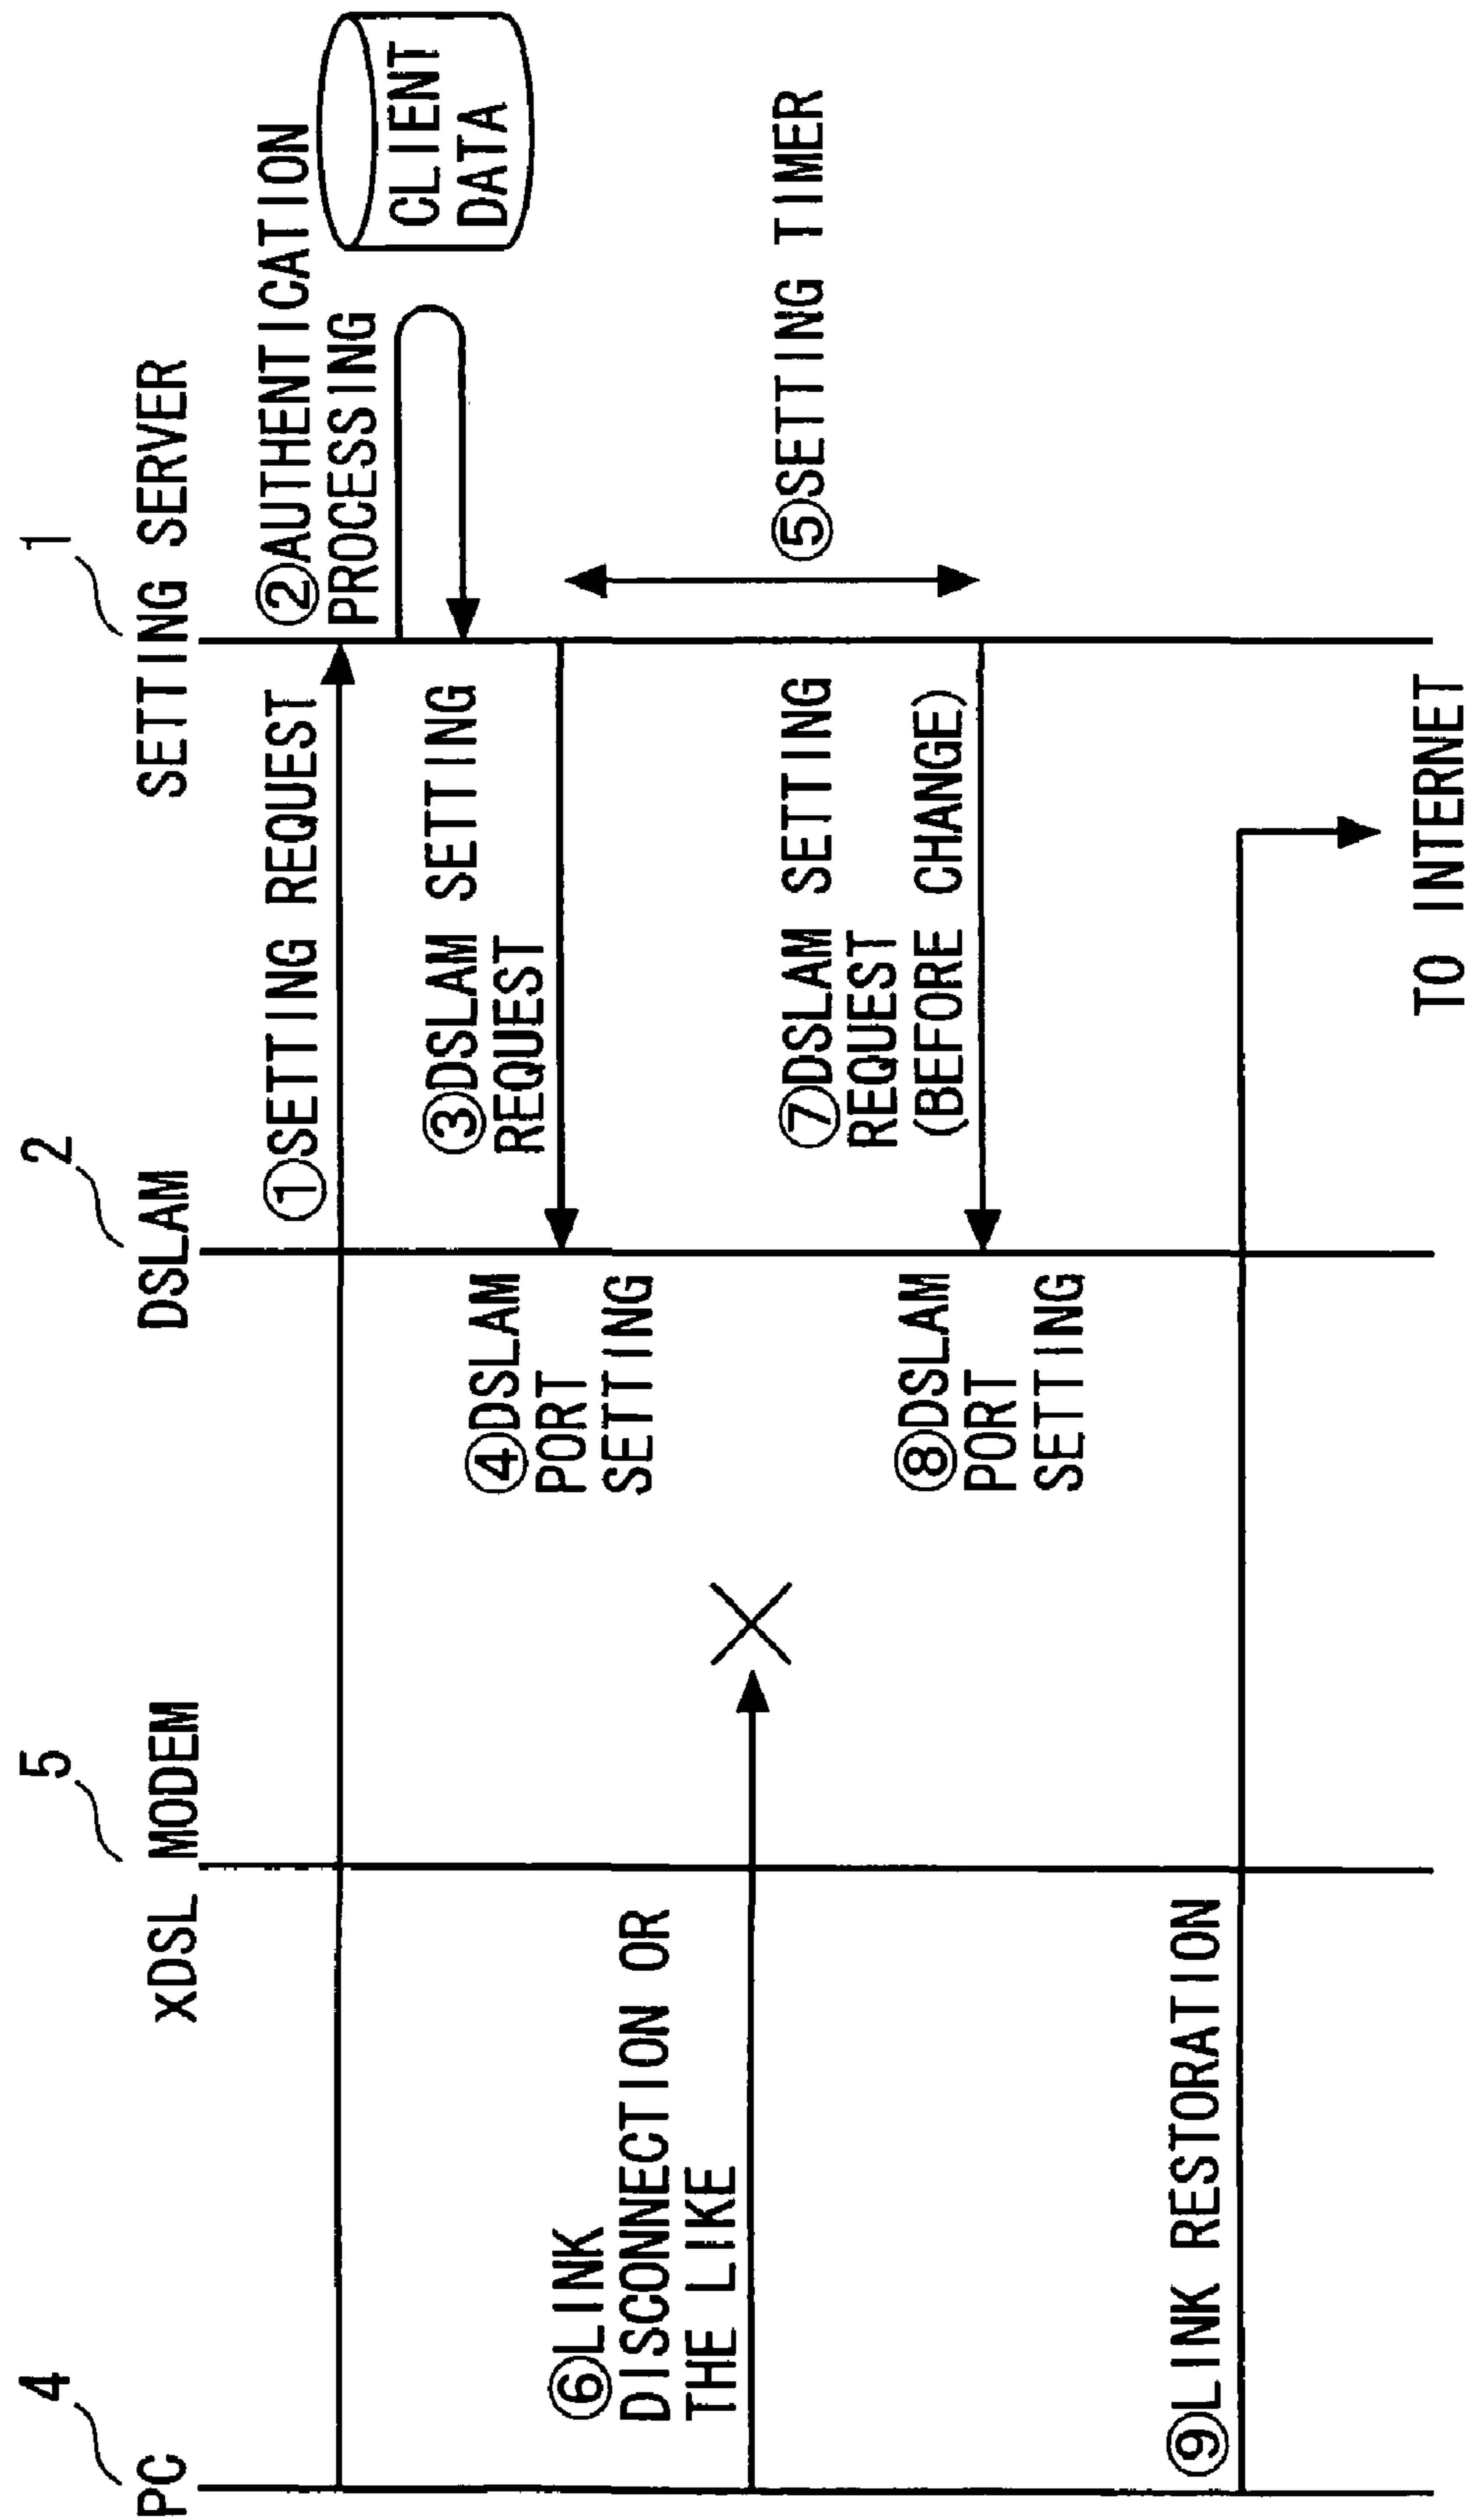 4
PC
5
xDSL MODEM
2
DSLAM
1
SETTING SERVER
①SETTING REQUEST
②AUTHENTICATION
PROCESSING
CLIENT
DATA
③DSLAM SETTING
REQUEST
④DSLAM
PORT
SETTING
⑤SETTING TIMER
⑥LINK
DISCONNECTION OR
THE LIKE
⑦DSLAM SETTING
REQUEST
(BEFORE CHANGE)
⑧DSLAM
PORT
SETTING
⑨LINK RESTORATION
TO INTERNET